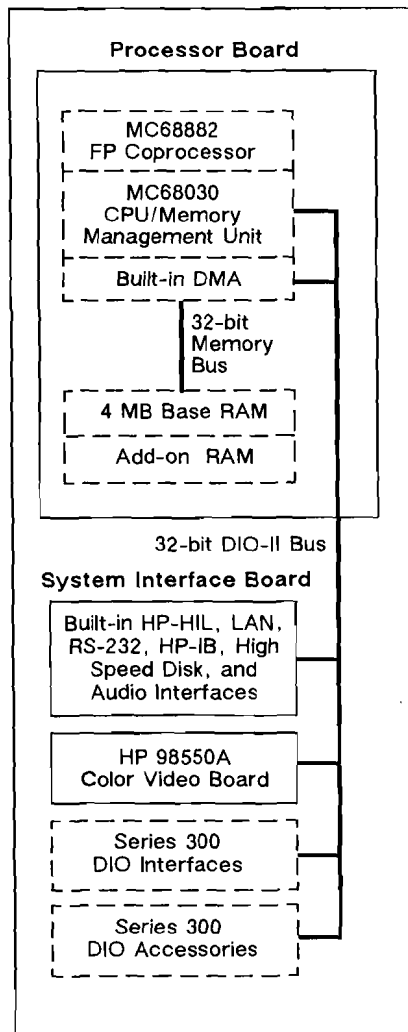 Processor Board
MC68882
FP Coprocessor
MC68030
CPU/Memory
Management Unit
Built-in DMA
32-bit
Memory
Bus
4 MB Base RAM
Add-on RAM
32-bit DIO-II Bus
System Interface Board
Built-in HP-HIL, LAN,
RS-232, HP-IB, High
Speed Disk, and
Audio Interfaces
HP 98550A
Color Video Board
Series 300
DIO Interfaces
Series 300
DIO Accessories